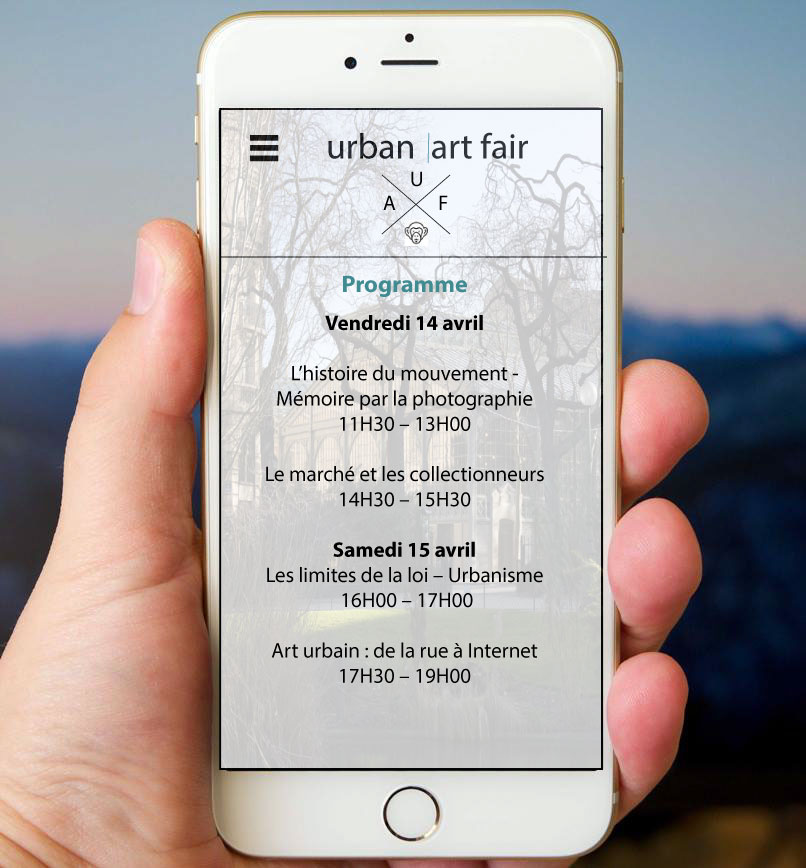 urban art fair
U
A F
Programme
Vendredi 14 avril
L'histoire du mouvement -
Mémoire par la photographie
11H30 – 13H00
Le marché et les collectionneurs
14H30 – 15H30
Samedi 15 avril
Les limites de la loi – Urbanisme
16H00 – 17H00
Art urbain : de la rue à Internet
17H30 – 19H00